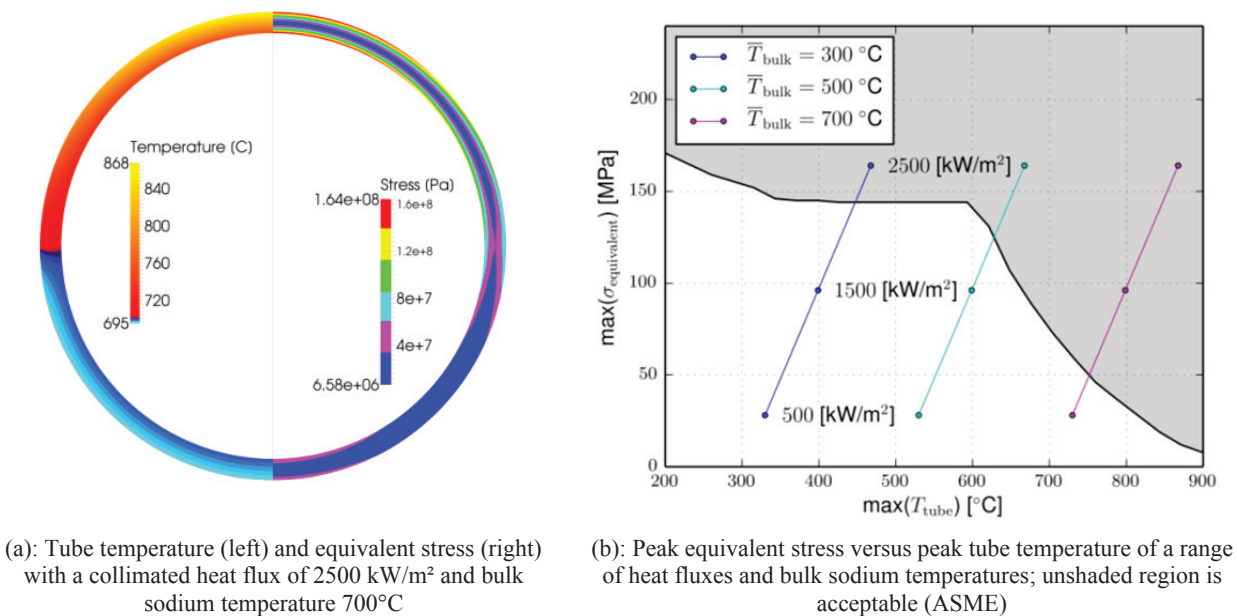 Temperature (C)
868
840
800
760
720
695
Stress (Pa)
1.64e+08
1.6e+8
1.2e+8
8e+7
4e+7
6.58e+06
T̅bulk = 300 °C
T̅bulk = 500 °C
T̅bulk = 700 °C
2500 [kW/m²]
1500 [kW/m²]
500 [kW/m²]
max(σequivalent) [MPa]
200
150
100
50
0
200 300 400 500 600 700 800 900
max(Ttube) [°C]
(a): Tube temperature (left) and equivalent stress (right)
with a collimated heat flux of 2500 kW/m² and bulk
sodium temperature 700°C
(b): Peak equivalent stress versus peak tube temperature of a range
of heat fluxes and bulk sodium temperatures; unshaded region is
acceptable (ASME)